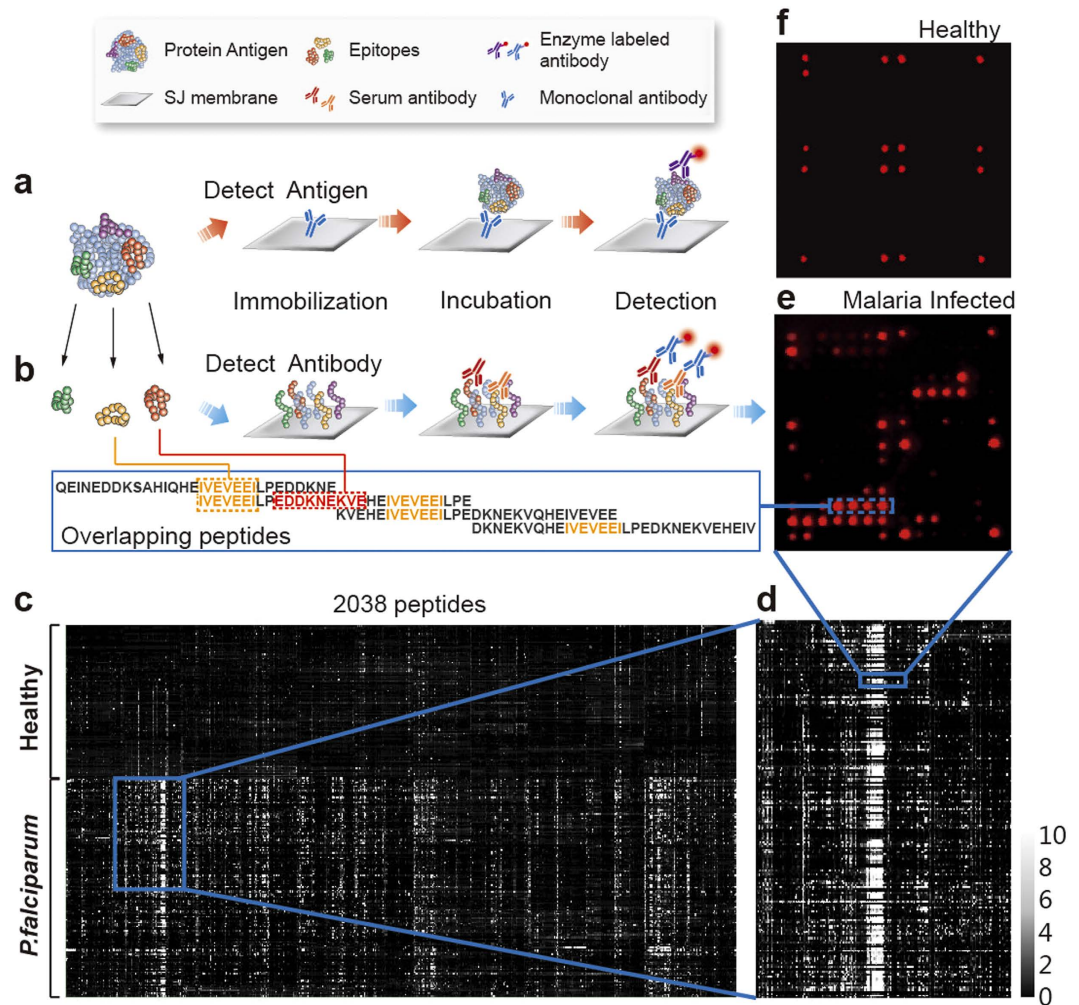 Protein Antigen
Epitopes
Enzyme labeled
antibody
SJ membrane
Serum antibody
Monoclonal antibody
f
Healthy
a
Detect Antigen
Immobilization
Incubation
Detection
e
Malaria Infected
b
Detect Antibody
QEINEDDKSAHIQHEIVEVEEILPEDDKNE
IVEVEEILPEDDKNEKVEHEIVEVEEILPE
KVEHEIVEVEEILPEDKNEKVQHEIVEVEE
DKNEKVQHEIVEVEEILPEDKNEKVEHEIV
Overlapping peptides
c
2038 peptides
d
Healthy
P.falciparum
10
8
6
4
2
0